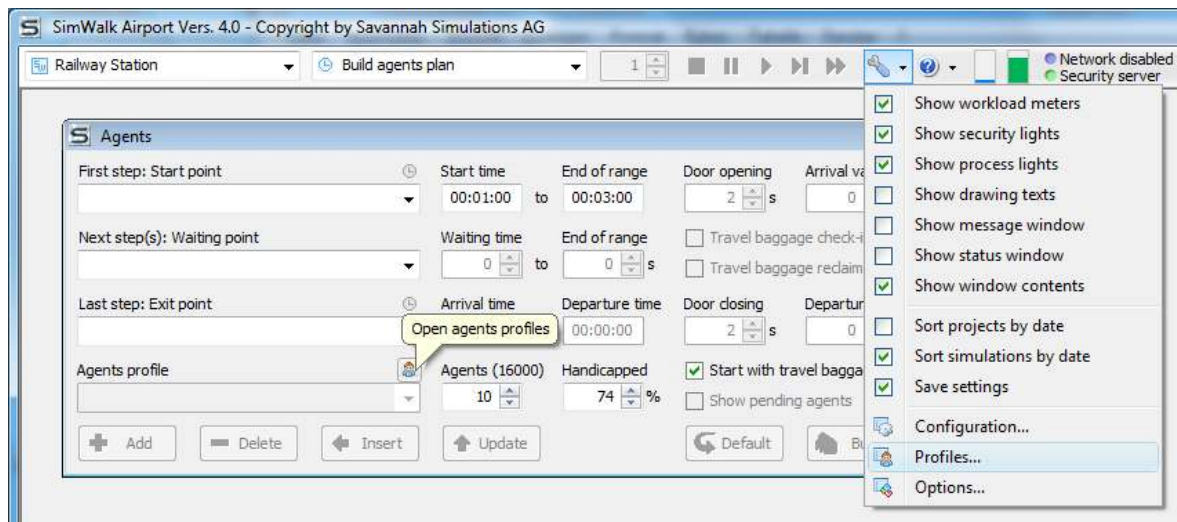 SimWalk Airport Vers. 4.0 - Copyright by Savannah Simulations AG
Railway Station
Build agents plan
1
Network disabled
Security server
Show workload meters
Show security lights
Show process lights
Show drawing texts
Show message window
Show status window
Show window contents
Sort projects by date
Sort simulations by date
Save settings
Configuration...
Profiles...
Options...
Agents
First step: Start point
Start time
End of range
Door opening
Arrival va
00:01:00 to 00:03:00
2 s
0
Next step(s): Waiting point
Waiting time
End of range
Travel baggage check-i
0 to 0 s
Travel baggage reclaim
Last step: Exit point
Arrival time
Departure time
Door closing
Departur
Open agents profiles
00:00:00
2 s
0
Agents profile
Agents (16000)
Handicapped
Start with travel bagga
10
74 %
Show pending agents
Add
Delete
Insert
Update
Default
Bu